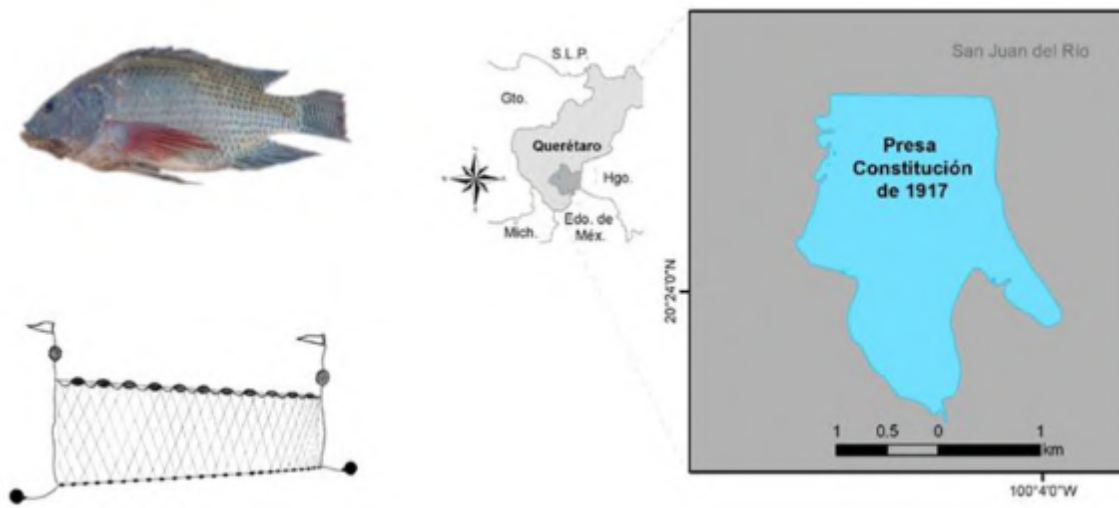 S.L.P.
Gto.
Querétaro
Hgo.
Edo. de
Méx.
Mich.
San Juan del Río
Presa
Constitución
de 1917
20°24'0"N
1 0.5 0 1
km
100°4'0"W